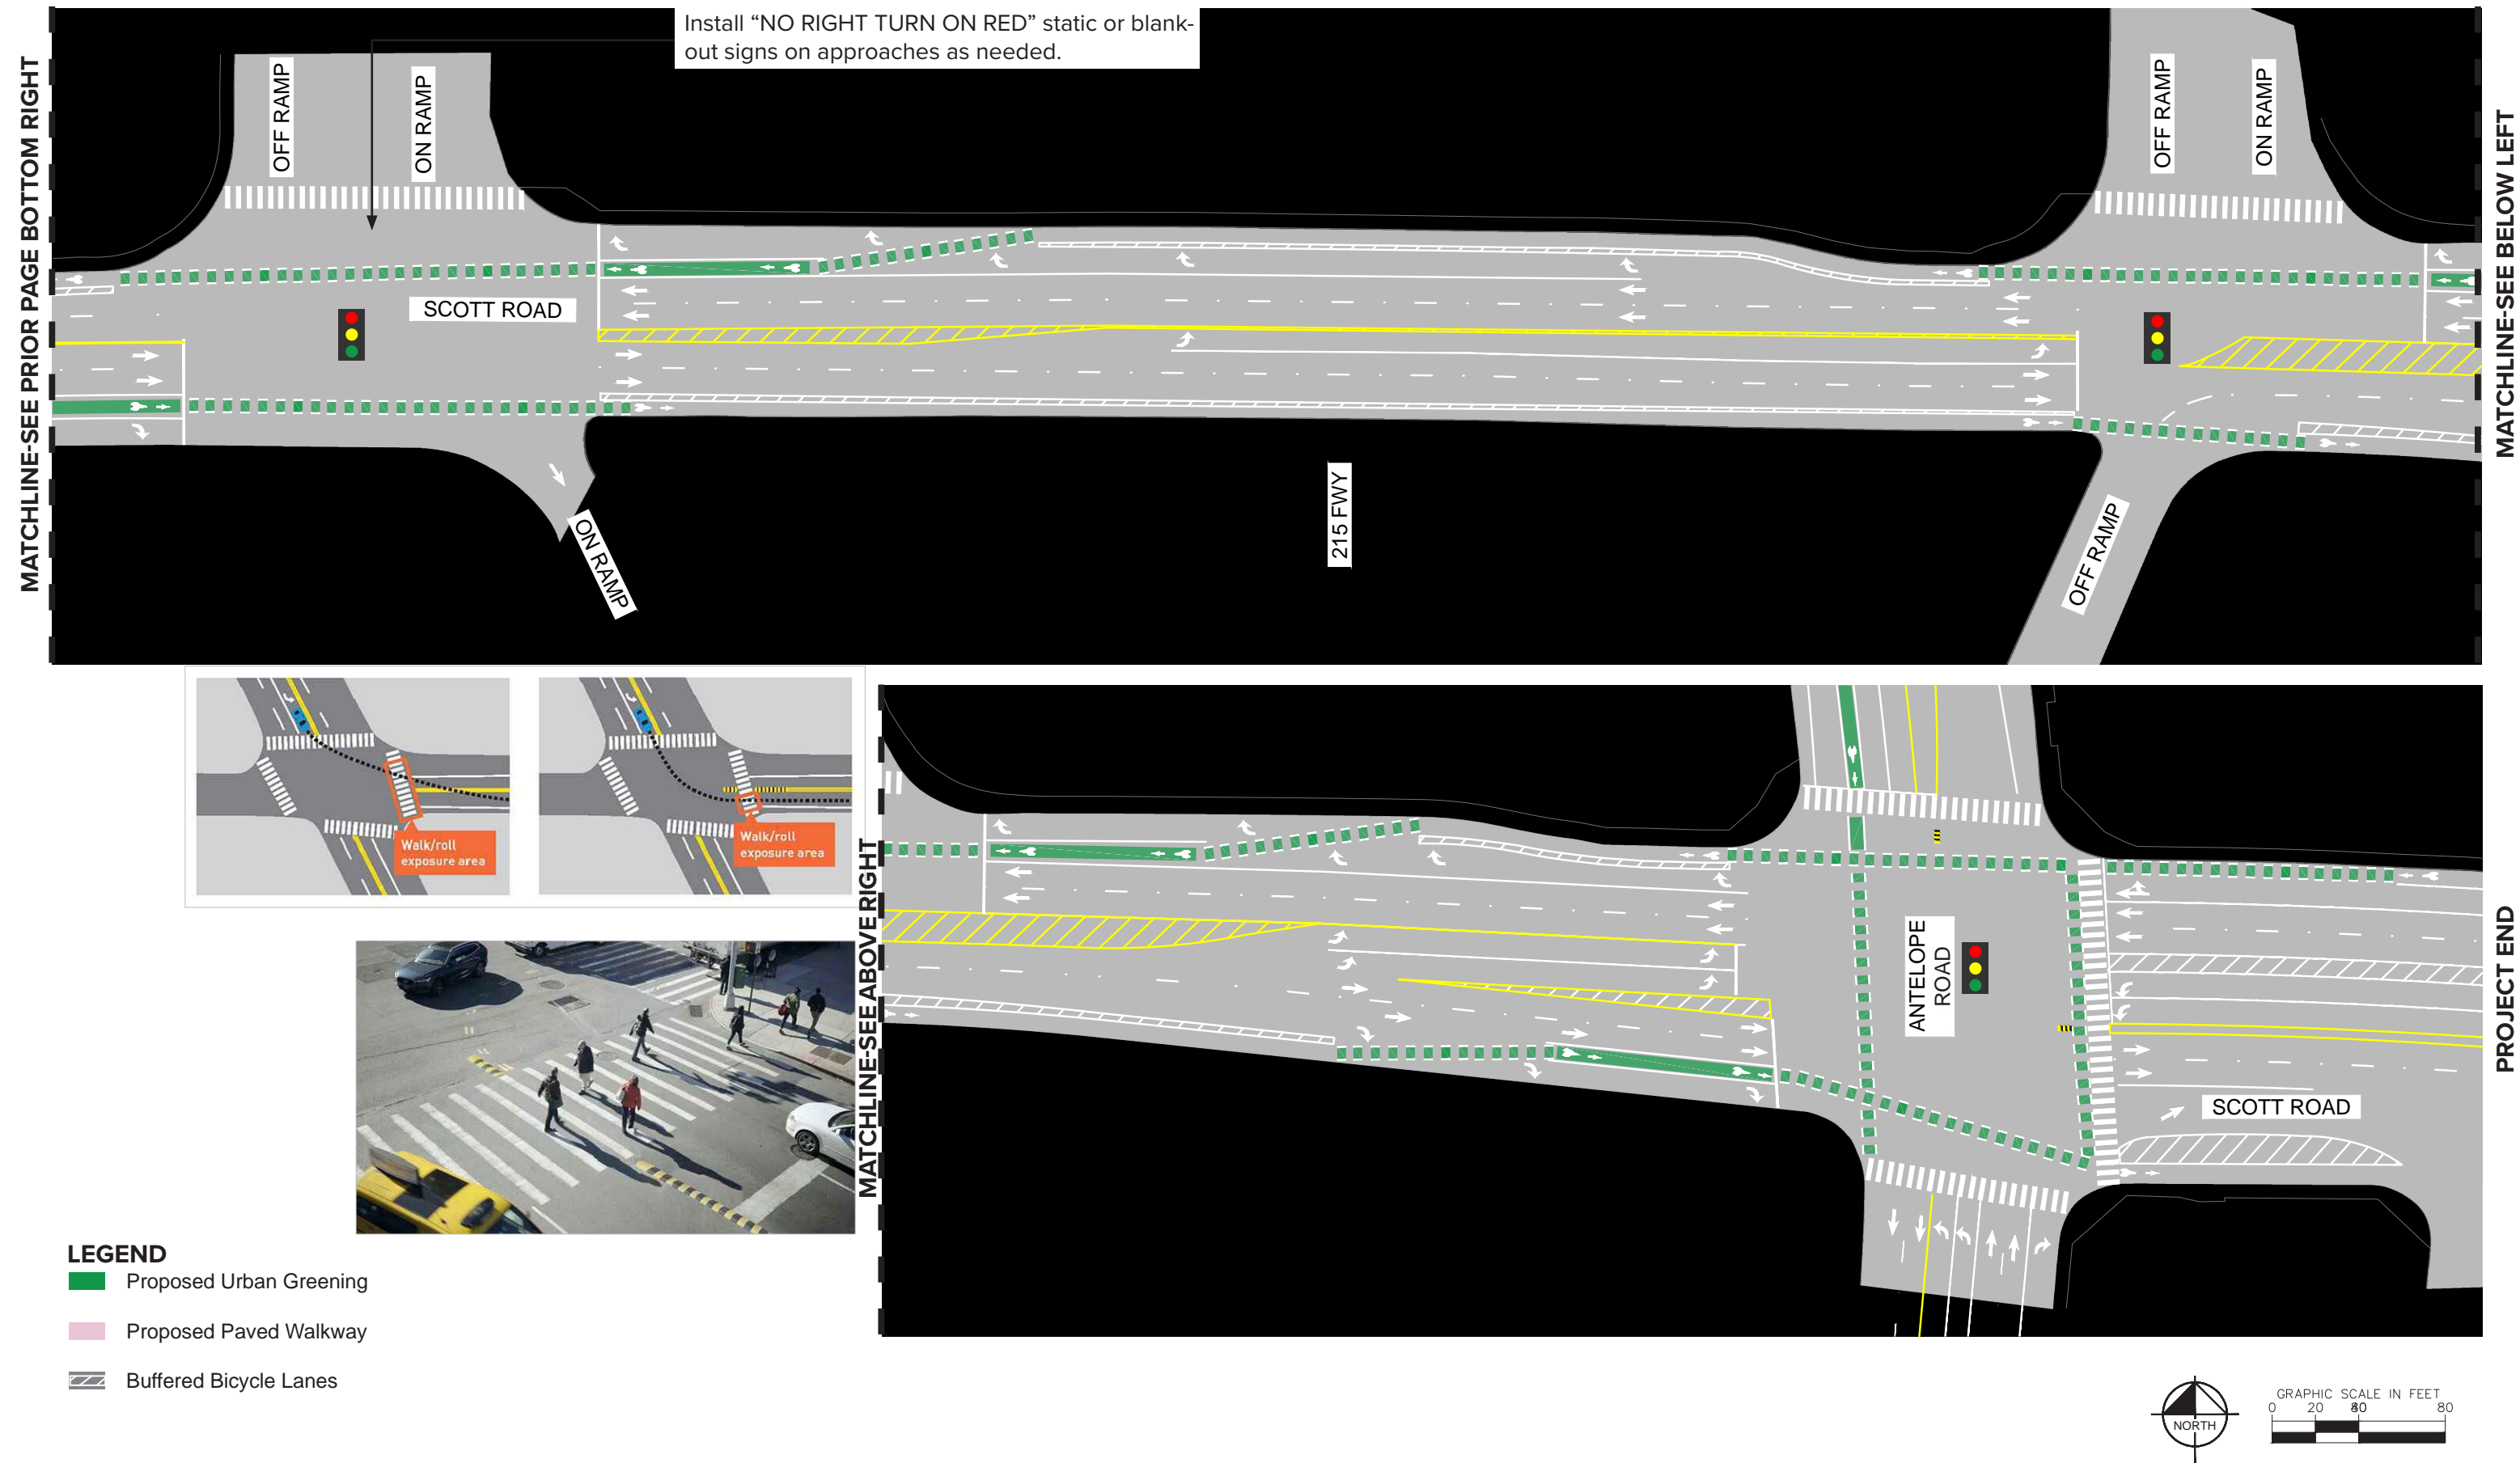 Install “NO RIGHT TURN ON RED” static or blank-
out signs on approaches as needed.
MATCHLINE-SEE PRIOR PAGE BOTTOM RIGHT
OFF RAMP
ON RAMP
OFF RAMP
ON RAMP
MATCHLINE-SEE BELOW LEFT
SCOTT ROAD
ON RAMP
215 FWY
OFF RAMP
Walk/roll
exposure area
Walk/roll
exposure area
MATCHLINE-SEE ABOVE RIGHT
ANTELOPE
ROAD
SCOTT ROAD
PROJECT END
LEGEND
Proposed Urban Greening
Proposed Paved Walkway
Buffered Bicycle Lanes
NORTH
GRAPHIC SCALE IN FEET
0 20 40 80